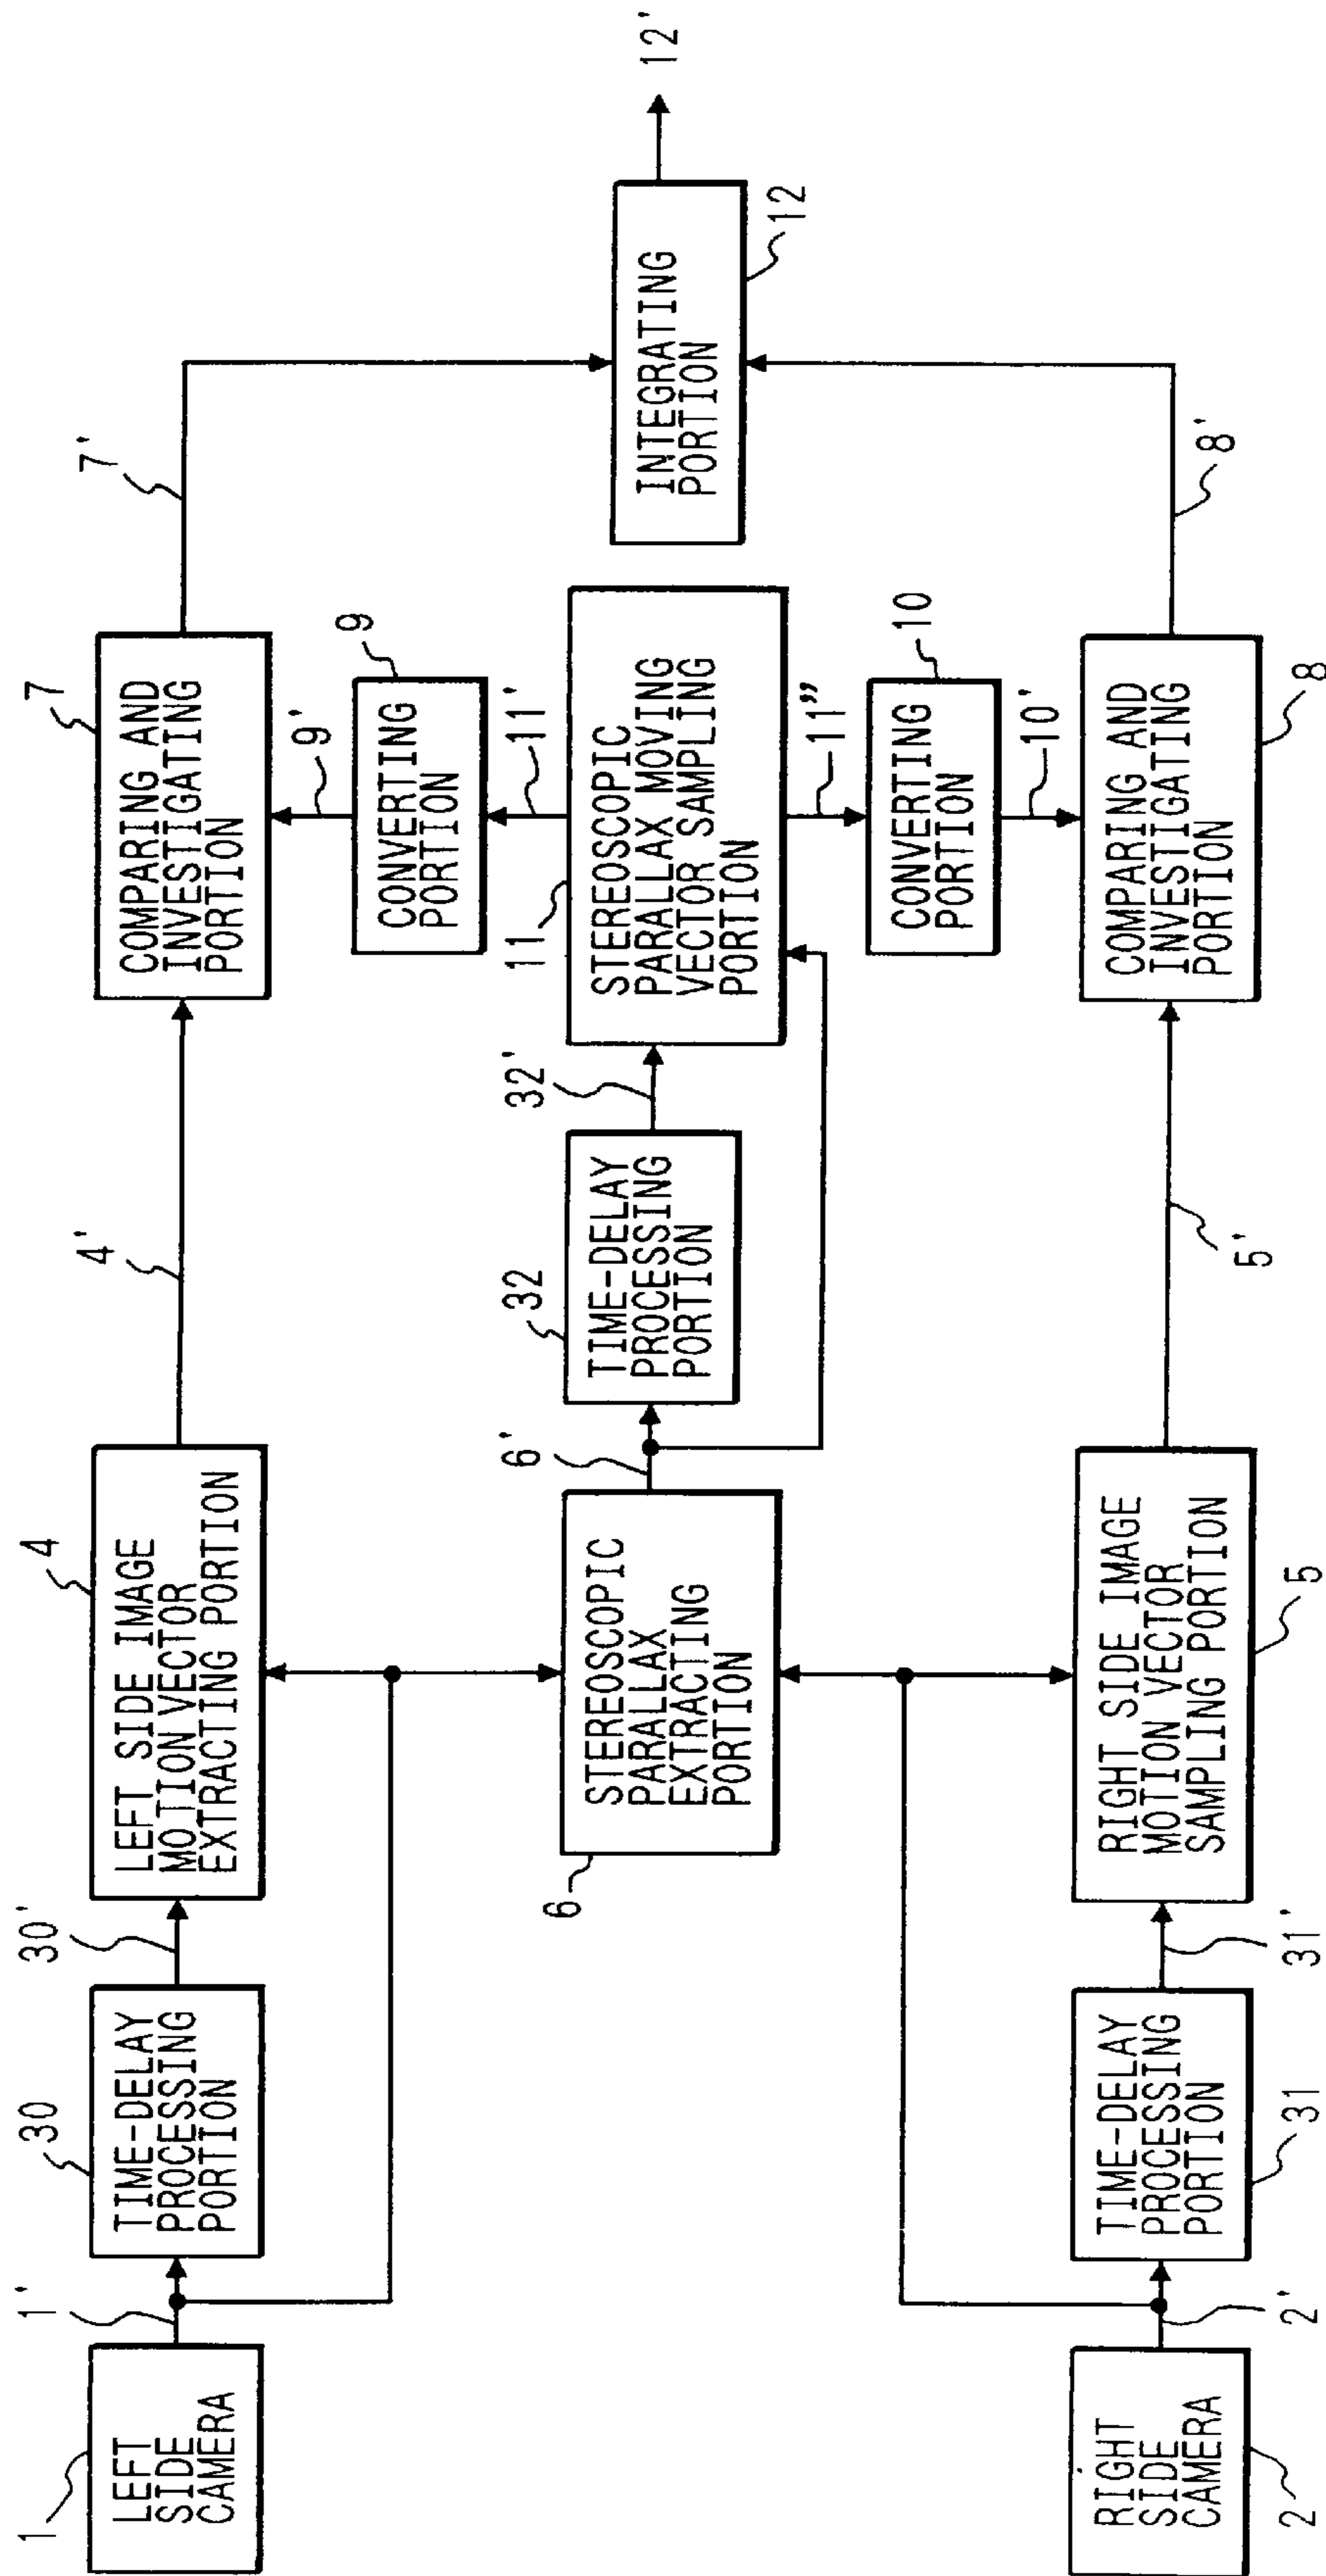 1
LEFT
SIDE
CAMERA
1'
30
TIME-DELAY
PROCESSING
PORTION
30'
4
LEFT SIDE IMAGE
MOTION VECTOR
EXTRACTING PORTION
4'
7
COMPARING AND
INVESTIGATING
PORTION
7'
9'
9
CONVERTING
PORTION
11'
6
STEREOSCOPIC
PARALLAX
EXTRACTING
PORTION
6'
32
TIME-DELAY
PROCESSING
PORTION
32'
11
STEREOSCOPIC
PARALLAX MOVING
VECTOR SAMPLING
PORTION
INTEGRATING
PORTION
12
12'
11”
10
CONVERTING
PORTION
10'
RIGHT
SIDE
CAMERA
2
2'
TIME-DELAY
PROCESSING
PORTION
31
31'
RIGHT SIDE IMAGE
MOTION VECTOR
SAMPLING PORTION
5
5'
COMPARING AND
INVESTIGATING
PORTION
8
8'